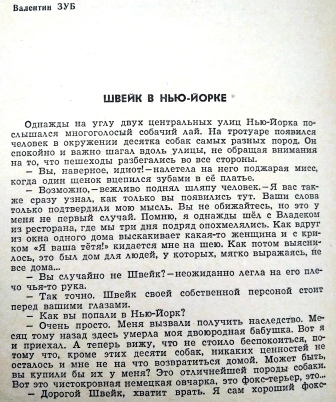 Валентин ЗУБ
ШВЕЙК В НЬЮ-ЙОРКЕ
Однажды на углу двух центральных улиц Нью-Йорка по-
слышался многоголосый собачий лай. На тротуаре появился
человек в окружении десятка собак самых разных пород. Он
спокойно и важно шагал вдоль улицы, не обращая внимания
на то, что пешеходы разбегались во все стороны.
— Вы, наверное, идиот! — налетела на него поджарая мисс,
когда один щенок вцепился зубами в её платье.
— Возможно, — вежливо поднял шляпу человек. — Я вас так-
же сразу узнал, как только вы появились тут. Ваши слова
только подтвердили мою мысль. Вы не обижайтесь, но это у
меня не первый случай. Помню, я однажды шёл с Владеком
из ресторана, где мы три дня подряд опохмелялись. Как вдруг
из окна одного дома выскакивает какая-то женщина и с кри-
ком «Я ваша тётя!» кидается мне на шею. Как потом выясни-
лось, это был дом для людей, у которых, мягко выражаясь, не
все дома...
— Вы случайно не Швейк? — неожиданно легла на его пле-
чо чья-то рука.
— Так точно. Швейк своей собственной персоной стоит
перед вашими глазами.
— Как вы попали в Нью-Йорк?
— Очень просто. Меня вызвали получить наследство. Ме-
сяц тому назад здесь умерла моя двоюродная бабушка. Вот я
и приехал. А теперь вижу, что не стоило беспокоиться, по-
тому что, кроме этих десяти собак, никаких ценностей не
осталось и мне не на что возвратиться домой. Может быть,
вы купили бы их у меня? Это отличнейшей породы собаки.
Вот это чистокровная немецкая овчарка, это фокс-терьер, это...
— Дорогой Швейк, хватит врать. Я сам хороший фокс-